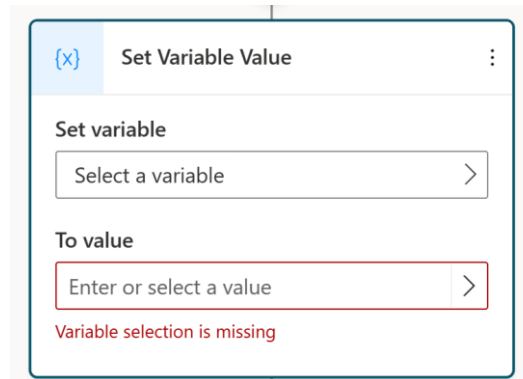 {x} Set Variable Value
Set variable
Select a variable
To value
Enter or select a value
Variable selection is missing